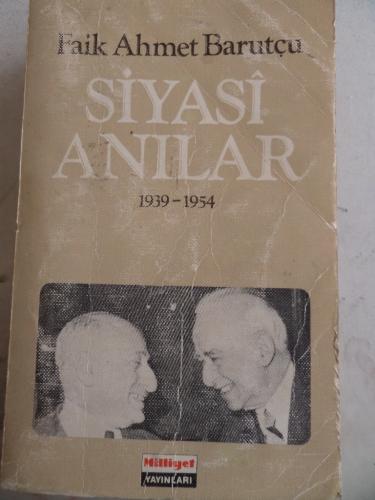 Faik Ahmet Barutçu
SİYASÎ
ANILAR
1939-1954
Milliyet
YAYINLARI